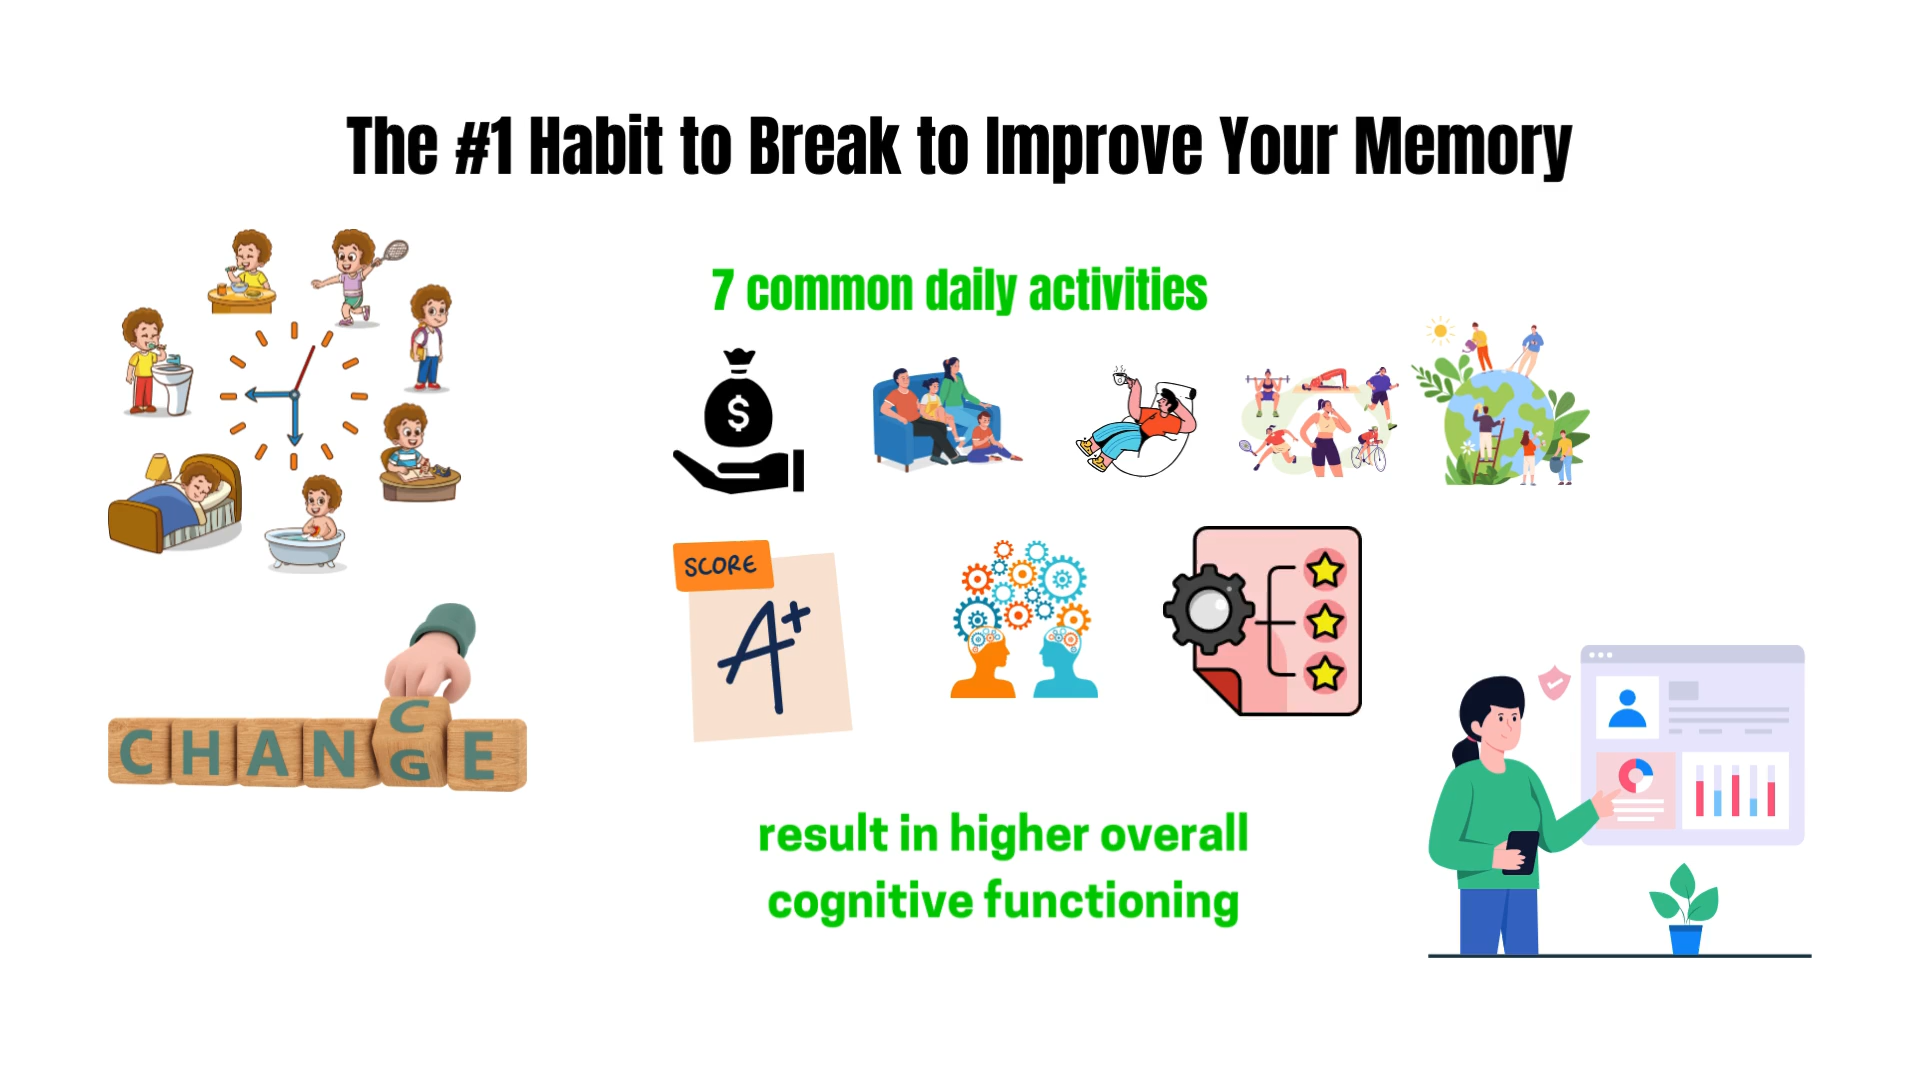 The #1 Habit to Break to Improve Your Memory
7 common daily activities
$
SCORE
A+
CHANCGE
result in higher overall
cognitive functioning